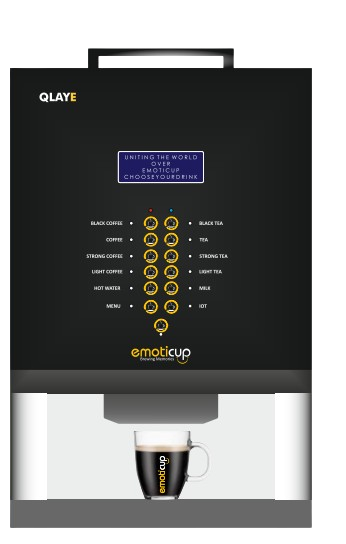 QLAYE
UNITING THE WORLD
OVER
EMOTICUP
CHOOSEYOURDRINK
BLACK COFFEE BLACK TEA
COFFEE TEA
STRONG COFFEE STRONG TEA
LIGHT COFFEE LIGHT TEA
HOT WATER MILK
MENU IOT
emoticup
Brewing Memories
emoticup